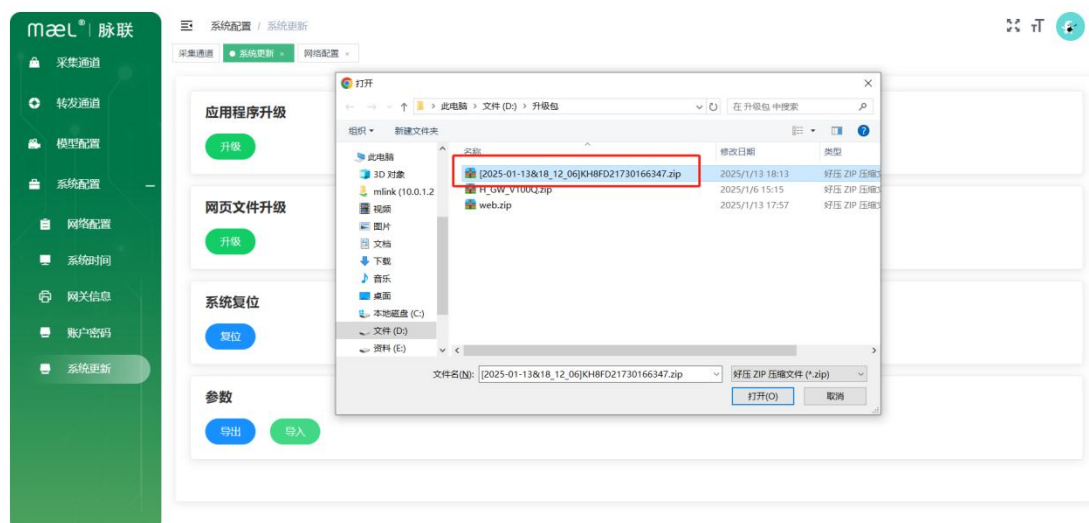 mæL® 脉联
系统配置 / 系统更新
采集通道
系统更新 ×
网络配置 ×
采集通道
转发通道
模型配置
系统配置
网络配置
系统时间
网关信息
账户密码
系统更新
应用程序升级
升级
网页文件升级
升级
系统复位
复位
参数
导出
导入
打开
此电脑 > 文件 (D:) > 升级包
在 升级包 中搜索
组织
新建文件夹
此电脑
3D 对象
mlink (10.0.1.2
视频
图片
文档
下载
音乐
桌面
本地磁盘 (C:)
文件 (D:)
资料 (E:)
名称 修改日期 类型
[2025-01-13&18_12_06]KH8FD21730166347.zip 2025/1/13 18:13 好压 ZIP 压缩
H_GW_V100Q.zip 2025/1/6 15:15 好压 ZIP 压缩
web.zip 2025/1/13 17:57 好压 ZIP 压缩
文件名(N): [2025-01-13&18_12_06]KH8FD21730166347.zip 好压 ZIP 压缩文件 (*.zip)
打开(O) 取消